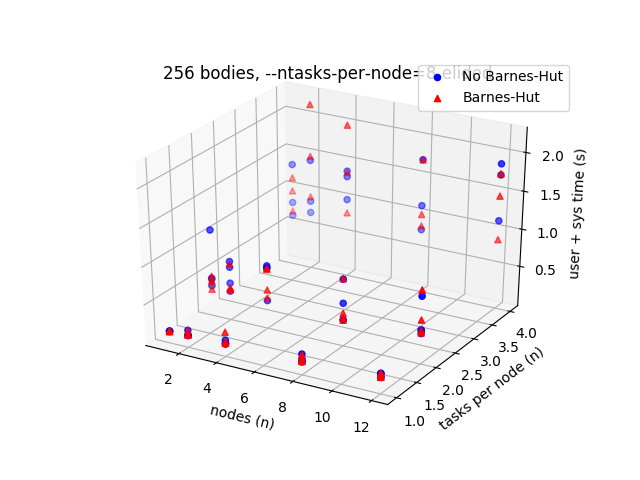 256 bodies, --ntasks-per-node=8 elided
No Barnes-Hut
Barnes-Hut
2.0
1.5
1.0
0.5
user + sys time (s)
4.0
3.5
3.0
2.5
2.0
1.5
1.0
tasks per node (n)
2
4
6
8
10
12
nodes (n)